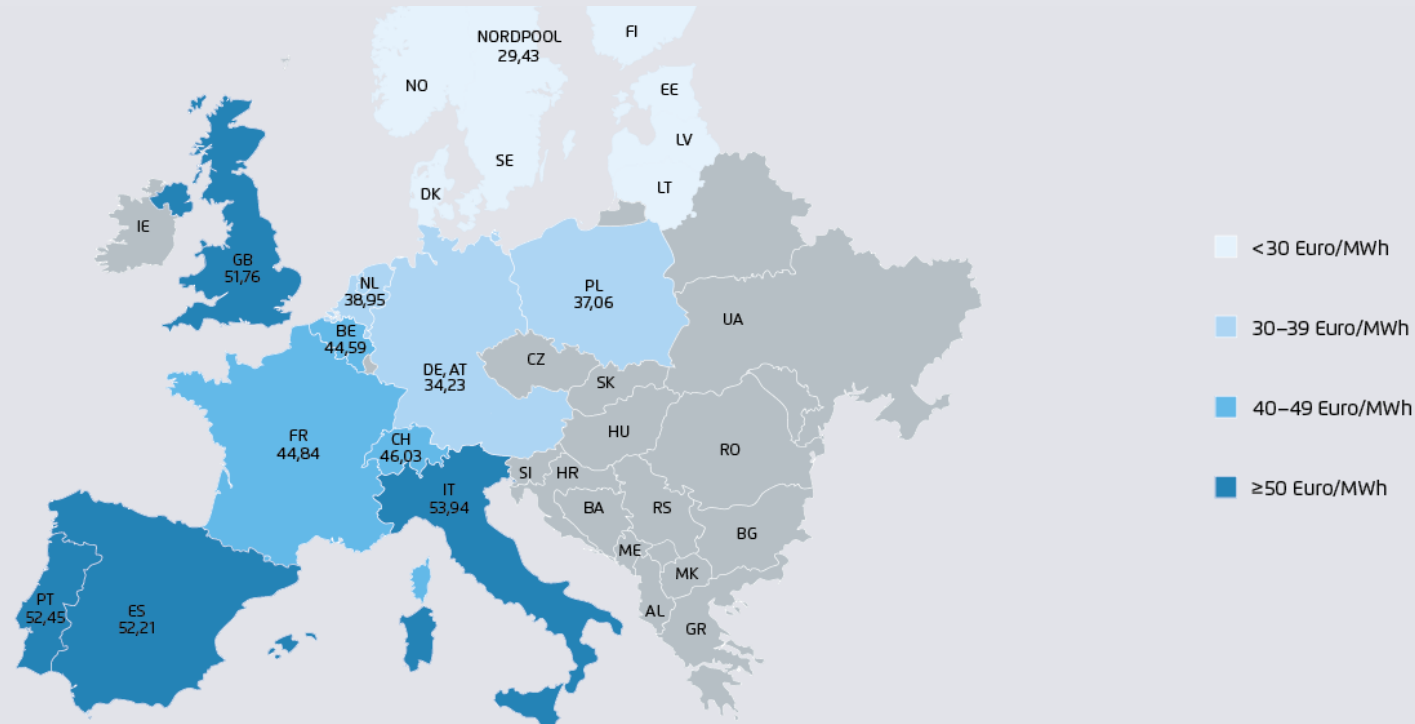 NORDPOOL
29,43
FI
NO
EE
LV
SE
LT
DK
IE
GB
51,76
NL
38,95
PL
37,06
BE
44,59
UA
CZ
DE, AT
34,23
SK
FR
44,84
CH
46,03
HU
RO
SI
HR
IT
53,94
BA
RS
BG
ME
MK
AL
GR
PT
52,45
ES
52,21
<30 Euro/MWh
30–39 Euro/MWh
40–49 Euro/MWh
≥50 Euro/MWh